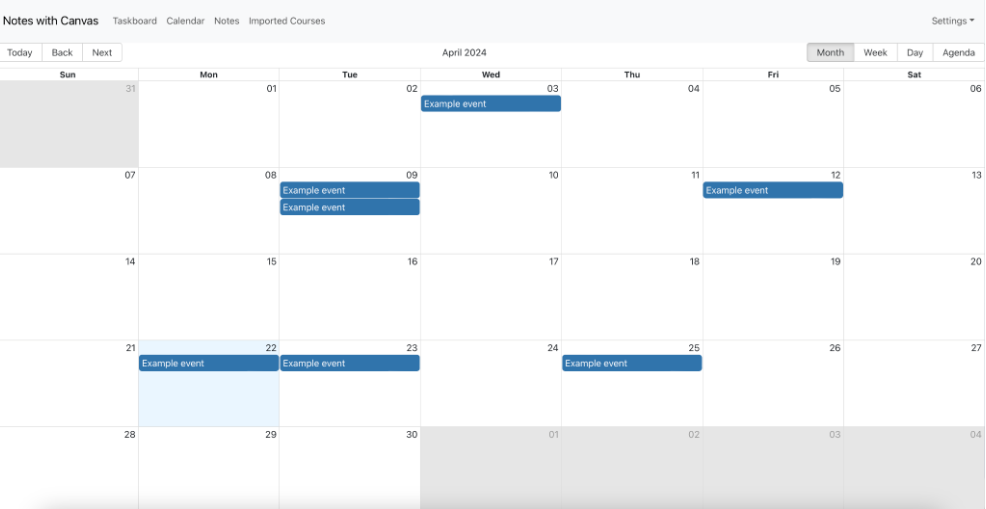 Notes with Canvas Taskboard Calendar Notes Imported Courses Settings
Today Back Next April 2024 Month Week Day Agenda
Sun Mon Tue Wed Thu Fri Sat
31 01 02 03 04 05 06
Example event
07 08 09 10 11 12 13
Example event Example event
Example event
14 15 16 17 18 19 20
21 22 23 24 25 26 27
Example event Example event Example event
28 29 30 01 02 03 04